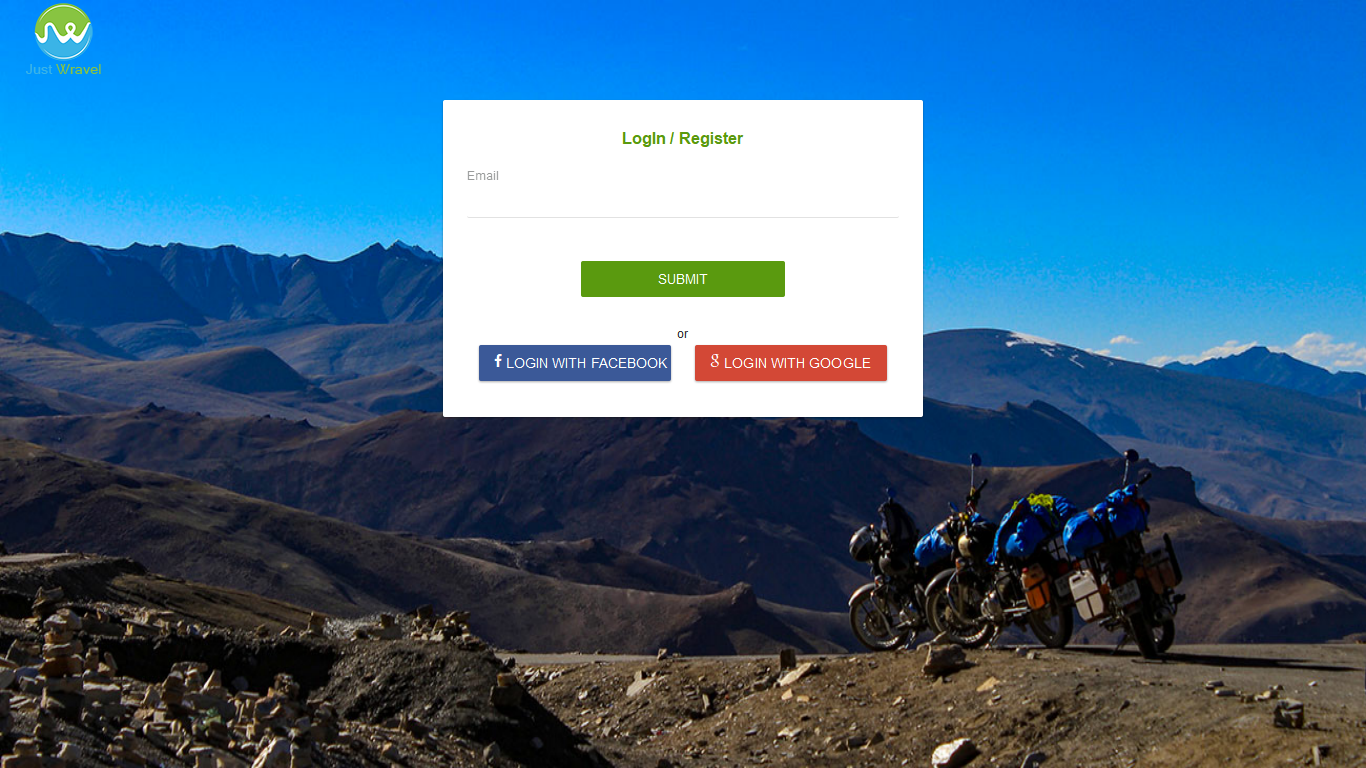 Just Wravel
LogIn / Register
Email
SUBMIT
or
f LOGIN WITH FACEBOOK
g LOGIN WITH GOOGLE